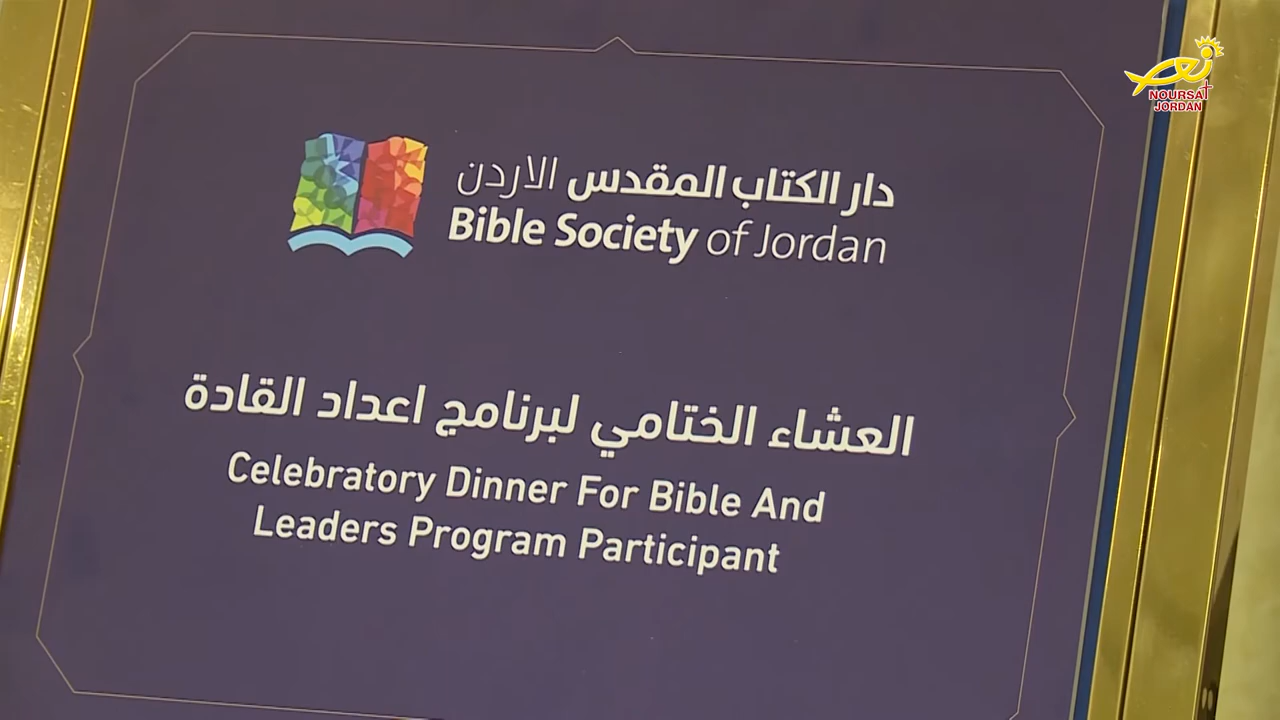 دار الكتاب المقدس الاردن
Bible Society of Jordan
العشاء الختامي لبرنامج اعداد القادة
Celebratory Dinner For Bible And
Leaders Program Participant
NOURSAT
JORDAN